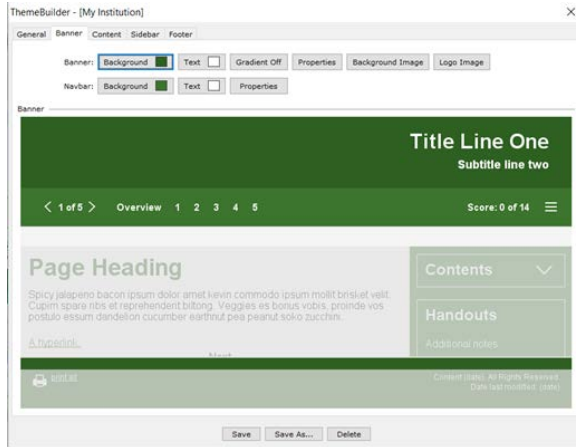 ThemeBuilder - [My Institution]
General Banner Content Sidebar Footer
Banner: Background Text Gradient Off Properties Background Image Logo Image
Navbar: Background Text Properties
Banner
Title Line One
Subtitle line two
1 of 5 Overview 1 2 3 4 5 Score: 0 of 14
Page Heading
Contents
Spicy jalapeno bacon ipsum dolor amet kevin commodo ipsum mollit brisket velit.
Cupim spare ribs et reprehenderit biltong. Veggies es bonus vobis, proinde vos
postulo essum dandelion cucumber earthnut pea peanut soko zucchini.
Handouts
A hyperlink.
Additional notes
Next
print all
Content (date). All Rights Reserved.
Date last modified: (date)
Save Save As... Delete